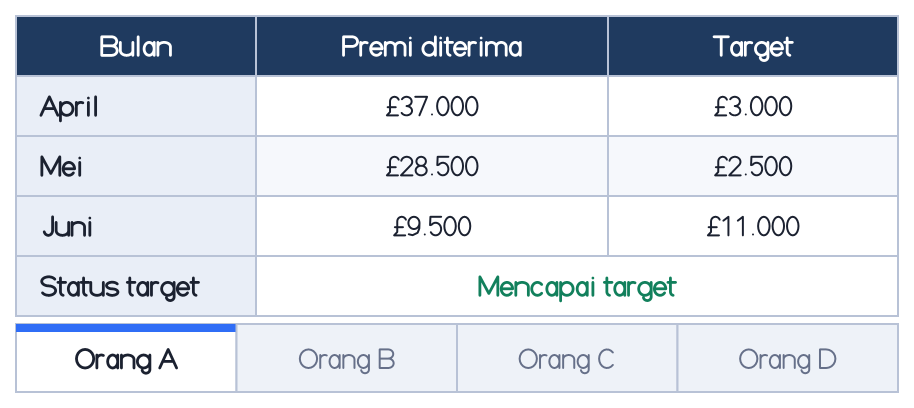 Bulan Premi diterima Target
April £37.000 £3.000
Mei £28.500 £2.500
Juni £9.500 £11.000
Status target Mencapai target
Orang A Orang B Orang C Orang D